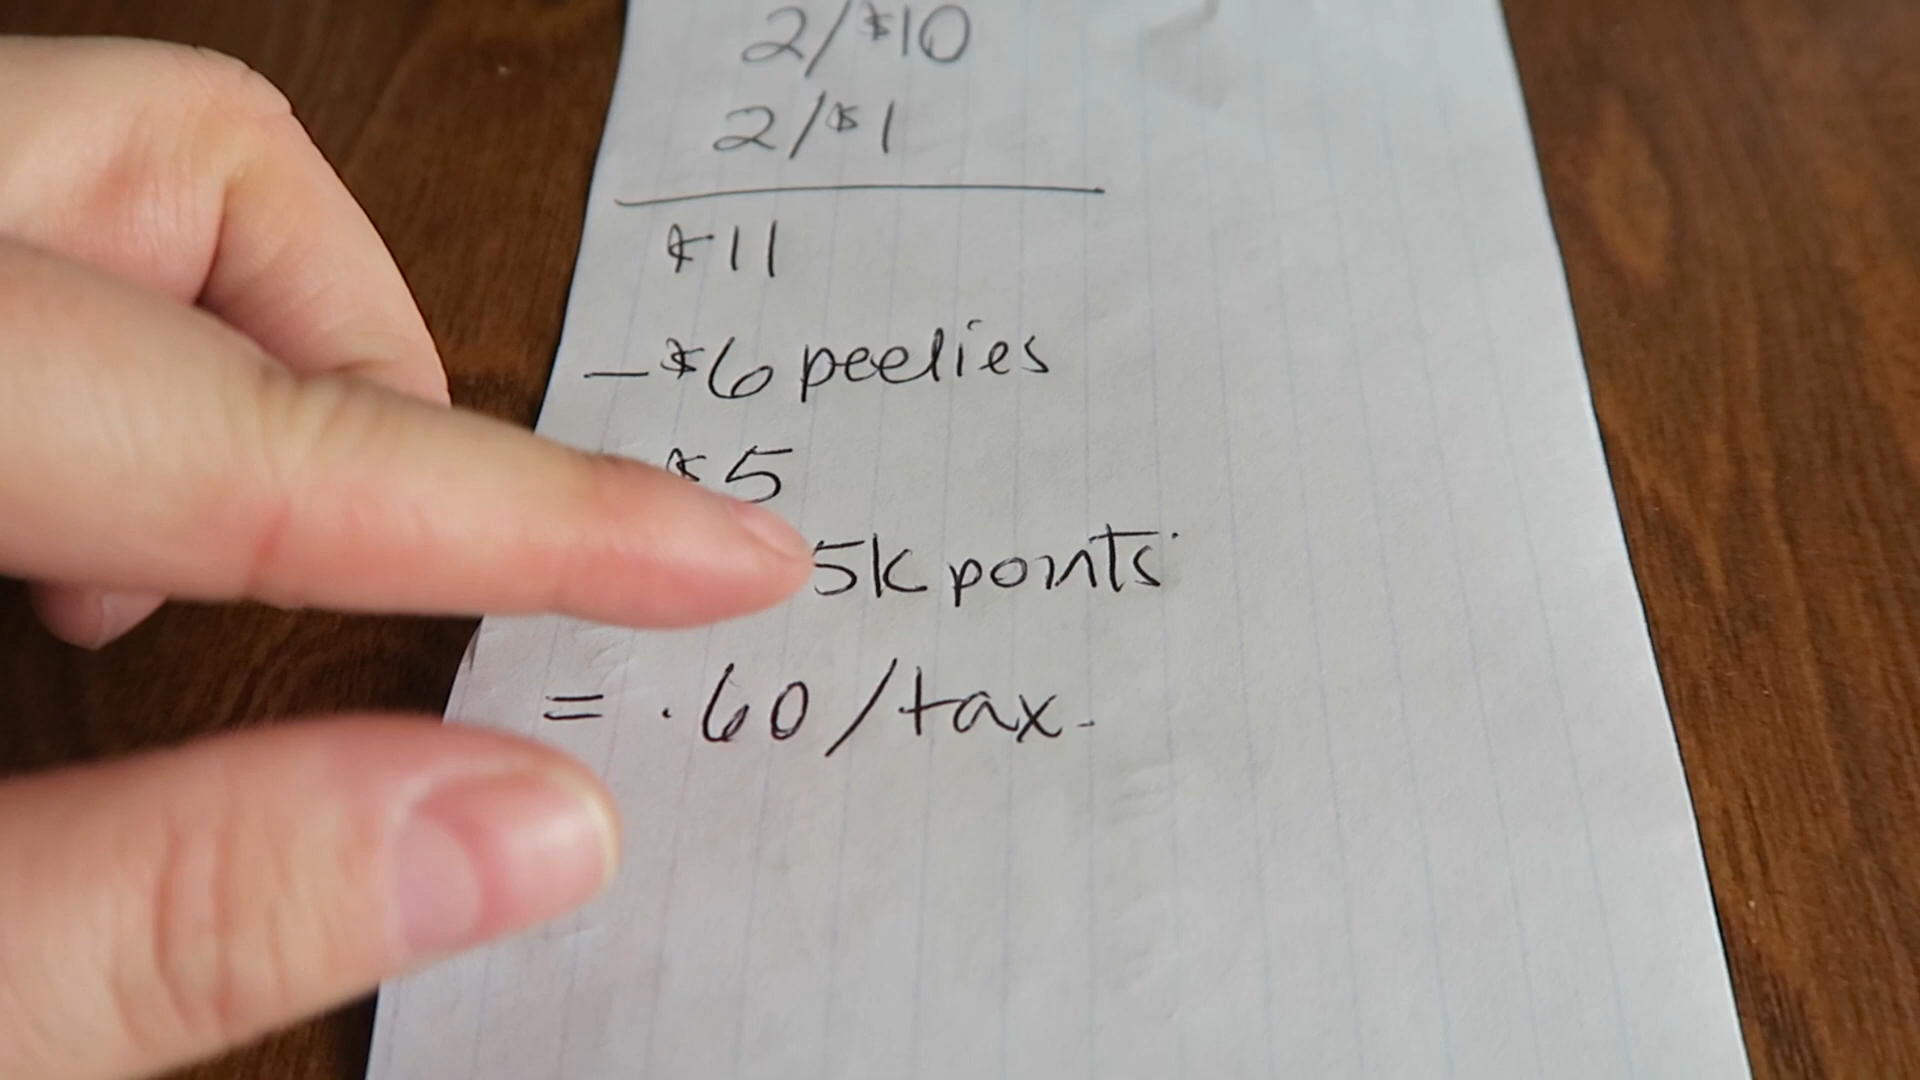 2/$10
2/$1
$11
-$6 peelies
$5
5k points
= .60/tax.